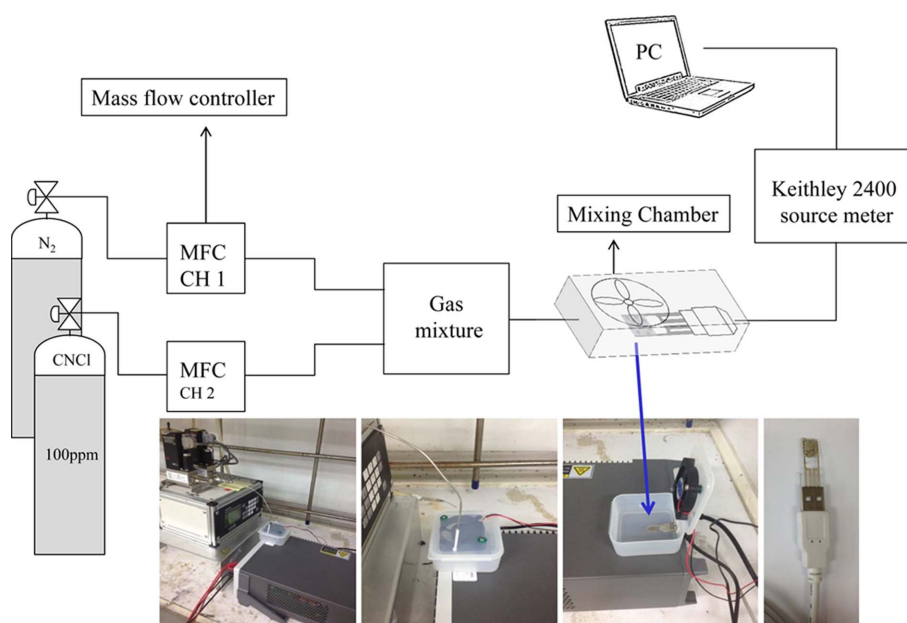 PC
Mass flow controller
Keithley 2400
source meter
Mixing Chamber
N₂
MFC
CH 1
Gas
mixture
CNCl
MFC
CH 2
100ppm